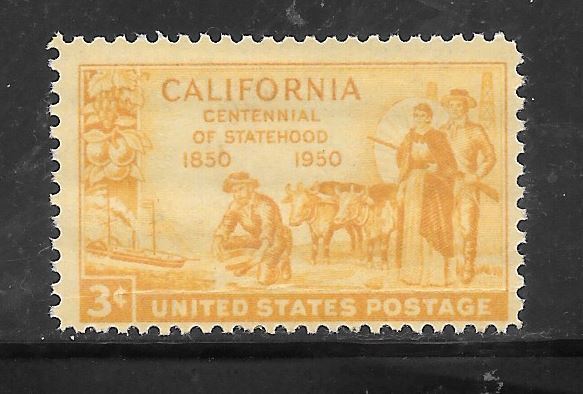 CALIFORNIA
CENTENNIAL
OF STATEHOOD
1850 1950
3¢ UNITED STATES POSTAGE